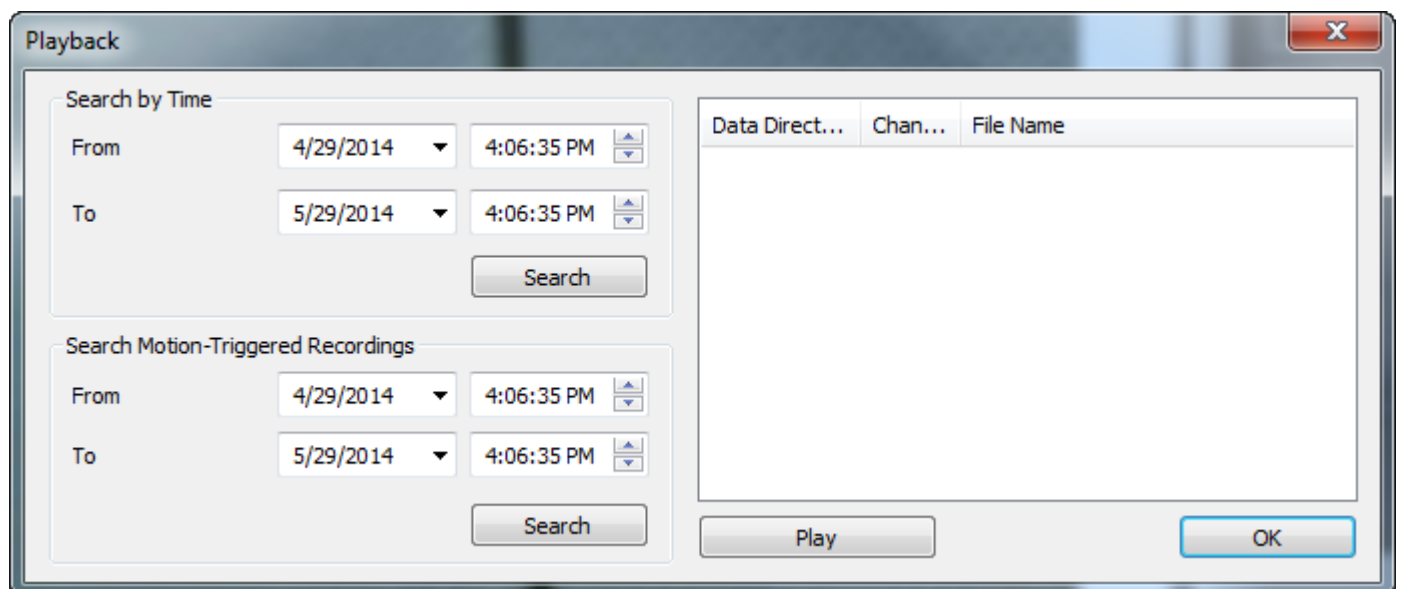 Playback
Search by Time
From 4/29/2014 4:06:35 PM
To 5/29/2014 4:06:35 PM
Search
Search Motion-Triggered Recordings
From 4/29/2014 4:06:35 PM
To 5/29/2014 4:06:35 PM
Search
Data Direct... Chan... File Name
Play OK